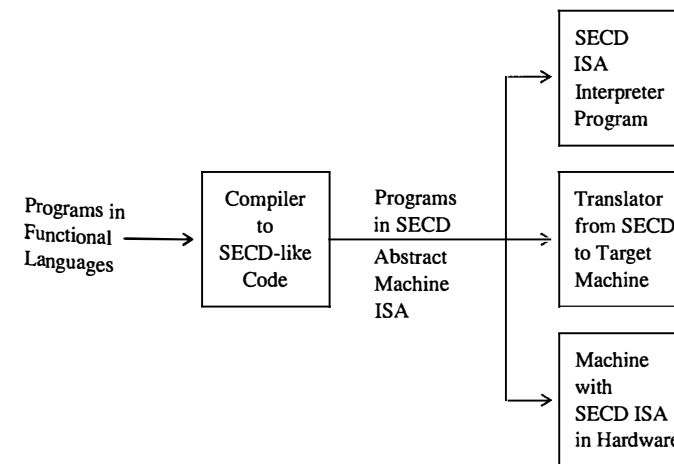 Programs in
Functional
Languages
Compiler
to
SECD-like
Code
Programs
in SECD
Abstract
Machine
ISA
SECD
ISA
Interpreter
Program
Translator
from SECD
to Target
Machine
Machine
with
SECD ISA
in Hardware